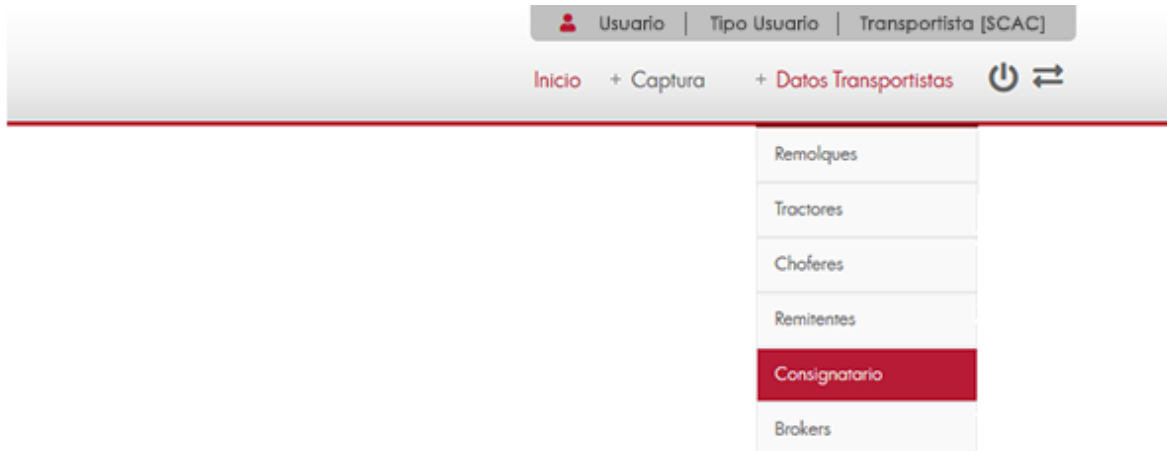 Usuario | Tipo Usuario | Transportista [SCAC]
Inicio + Captura + Datos Transportistas
Remolques
Tractores
Choferes
Remitentes
Consignatario
Brokers